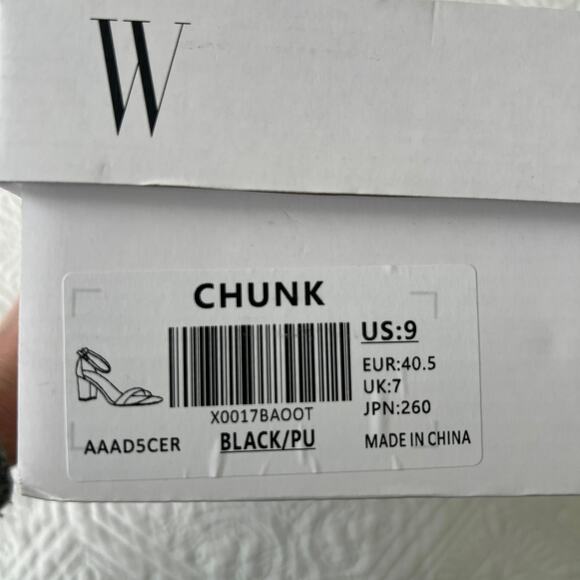 W
CHUNK
US:9
EUR:40.5
UK:7
JPN:260
X0017BAOOT
AAAD5CER
BLACK/PU
MADE IN CHINA